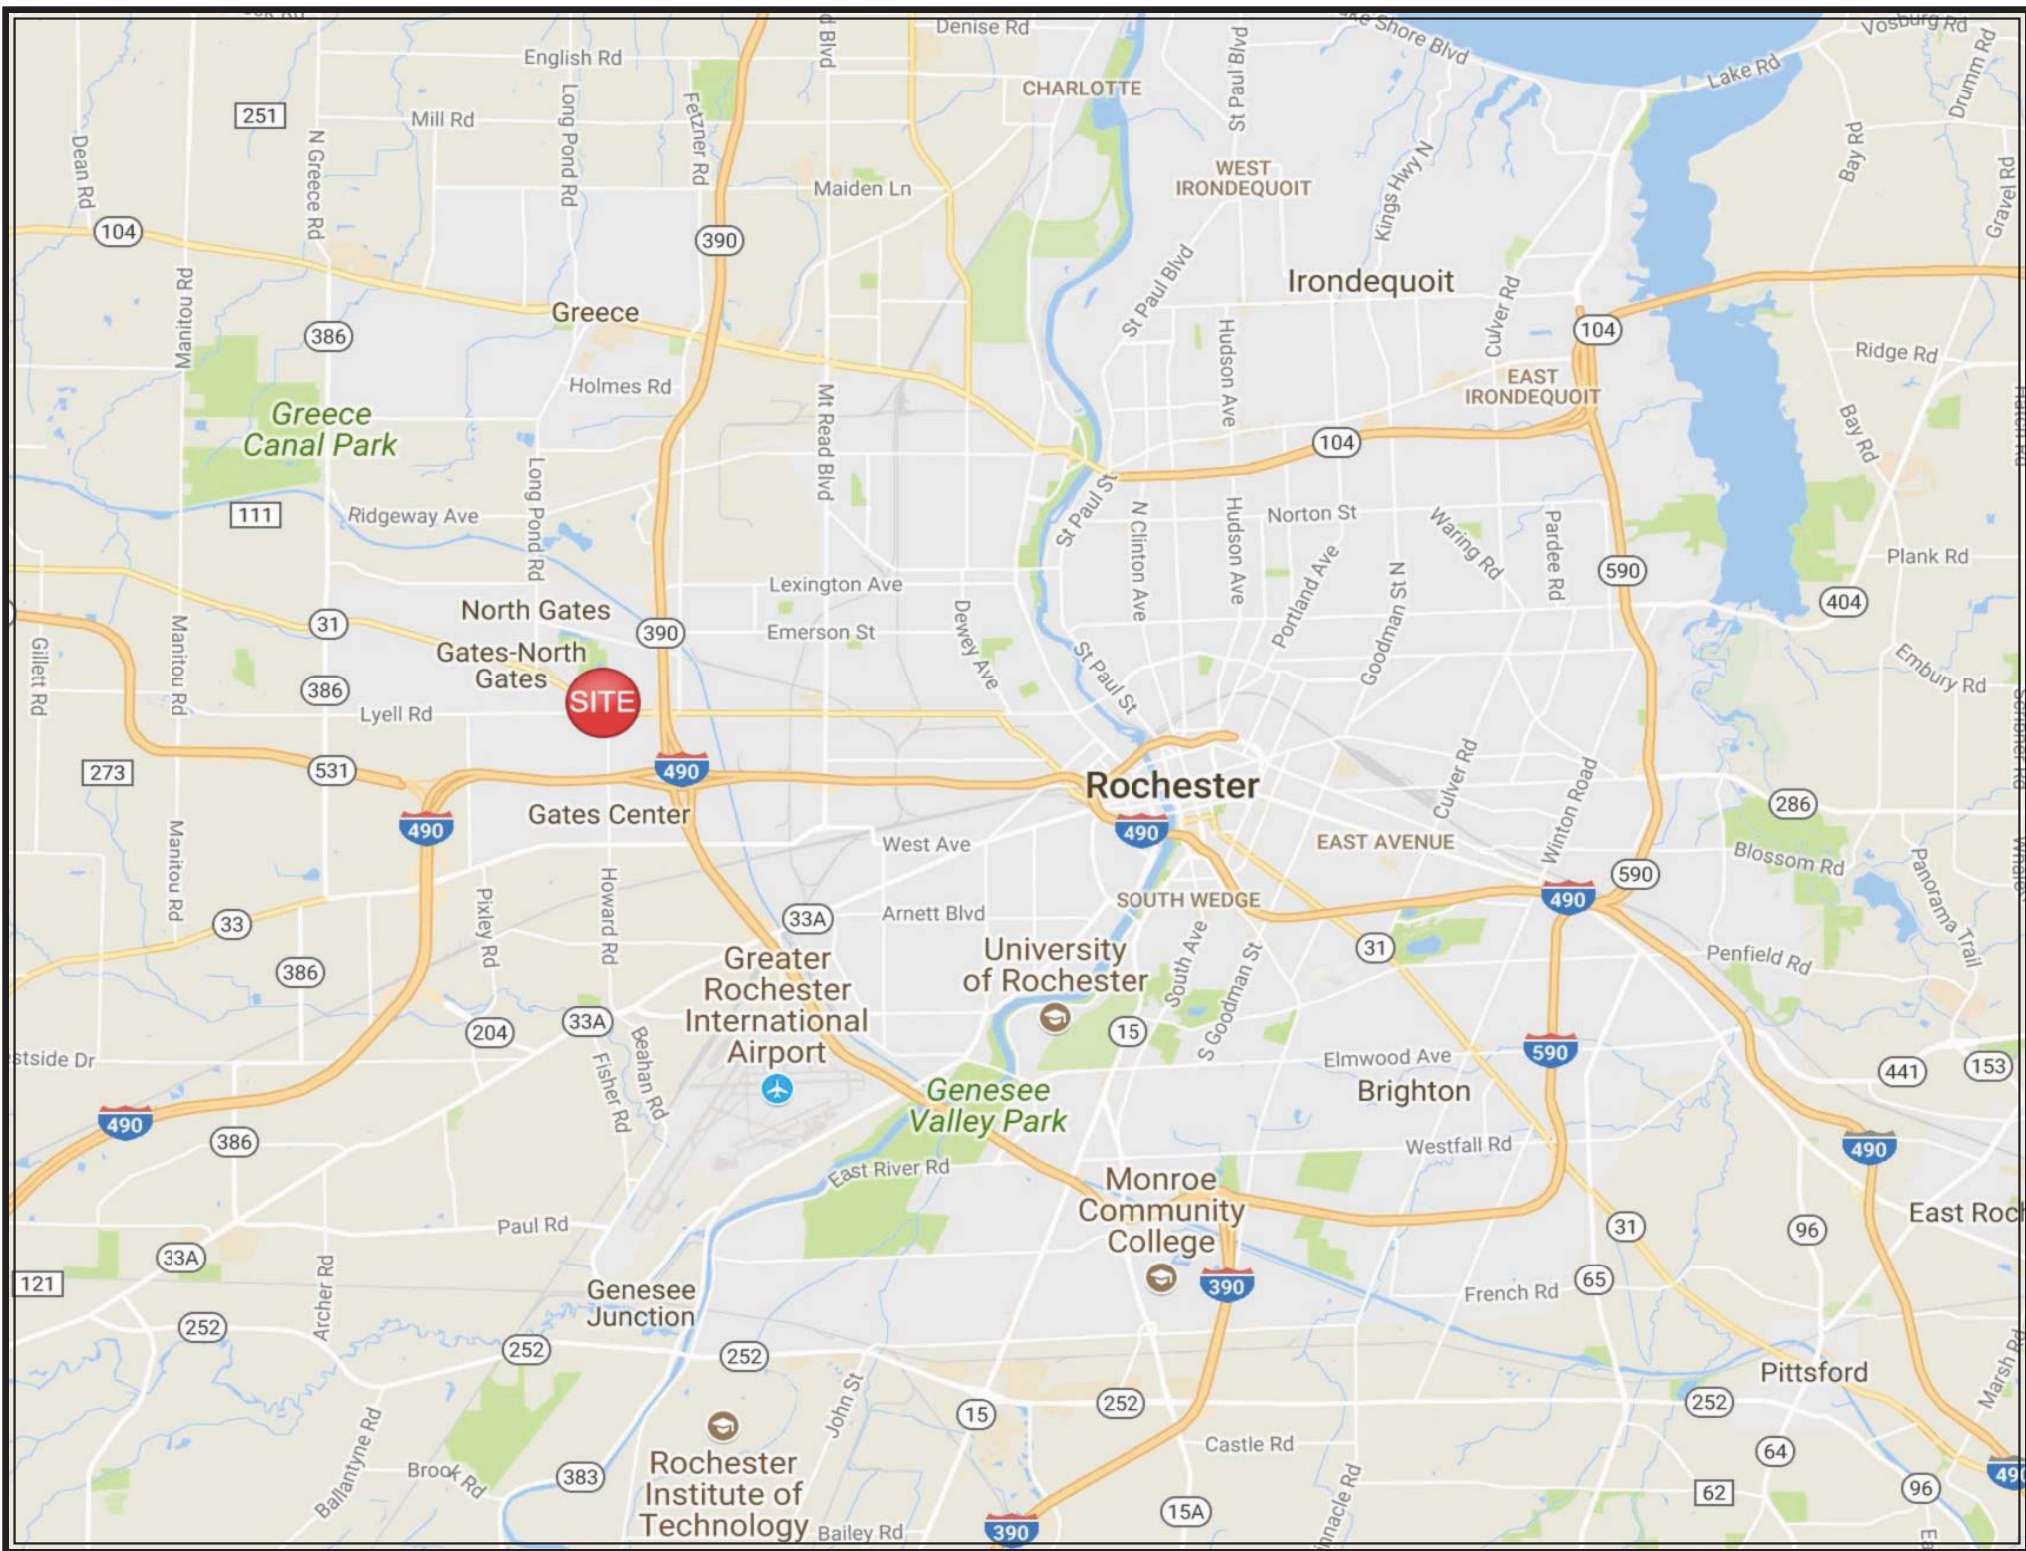 English Rd
Denise Rd
Lake Rd
Vosburg Rd
CHARLOTTE
St Paul Blvd
Drumm Rd
251
Mill Rd
Long Pond Rd
Fetzner Rd
Dean Rd
N Greece Rd
Bay Rd
Gravel Rd
Maiden Ln
WEST
IRONDEQUOIT
Kings Hwy N
104
390
Manitou Rd
St Paul Blvd
Irondequoit
Culver Rd
Greece
386
104
Hudson Ave
Ridge Rd
Holmes Rd
EAST
IRONDEQUOIT
Mt Read Blvd
Greece
Canal Park
104
Bay Rd
Long Pond Rd
111
Ridgeway Ave
St Paul St
N Clinton Ave
Hudson Ave
Norton St
Waring Rd
Pardee Rd
Plank Rd
Portland Ave
N Goodman St
590
Lexington Ave
404
North Gates
31
390
Emerson St
Dewey Ave
Gillett Rd
Manitou Rd
Gates-North
Gates
St Paul St
Embury Rd
386
SITE
Lyell Rd
273
531
490
Rochester
Culver Rd
Winton Road
286
490
Gates Center
490
EAST AVENUE
West Ave
Blossom Rd
Panorama Trail
Manitou Rd
Pixley Rd
Howard Rd
590
490
SOUTH WEDGE
33
33A
Arnett Blvd
31
386
Greater
Rochester
International
Airport
University
of Rochester
South Ave
S Goodman St
Penfield Rd
204
33A
15
Beahan Rd
Fisher Rd
Elmwood Ave
590
441
153
Genesee
Valley Park
Brighton
490
386
Westfall Rd
490
East River Rd
Monroe
Community
College
Paul Rd
31
96
33A
121
Archer Rd
Genesee
Junction
390
French Rd
65
252
252
252
Pittsford
Marsh Rd
John St
15
252
252
Ballantyne Rd
Castle Rd
64
Brook Rd
383
Rochester
Institute of
Technology
62
96
490
15A
Bailey Rd
390